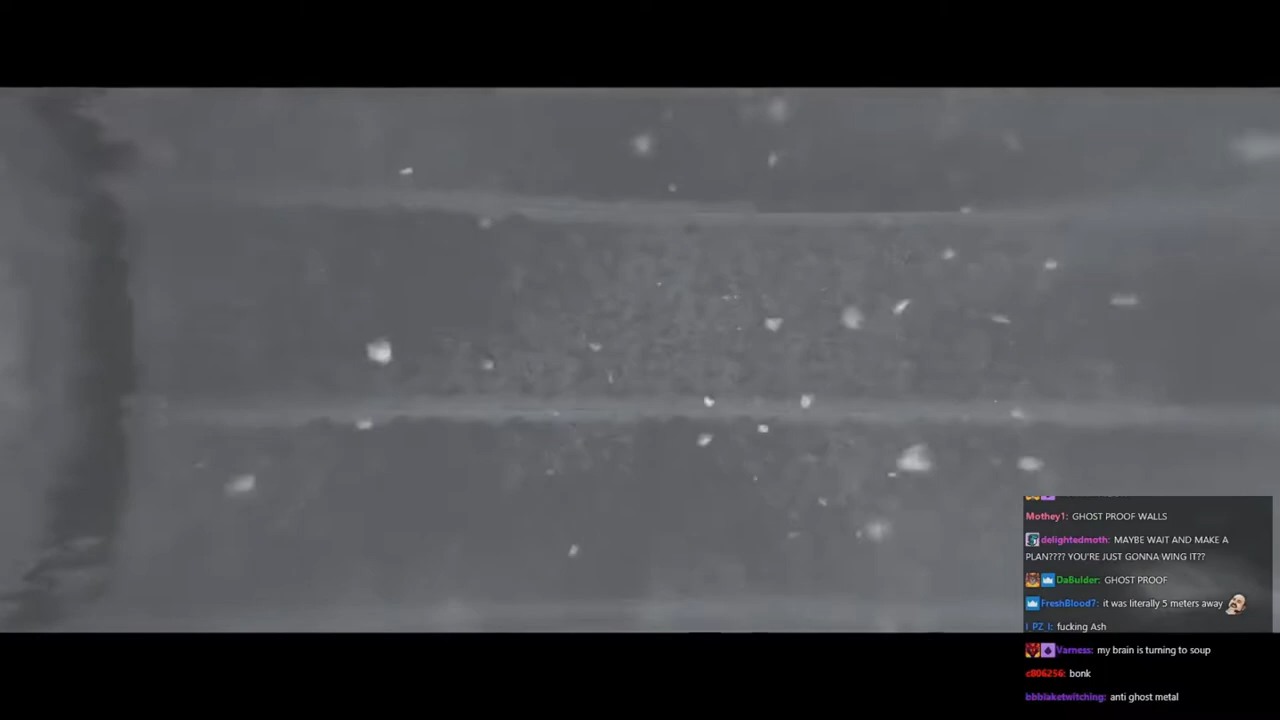 Mothey1: GHOST PROOF WALLS
delightedmoth: MAYBE WAIT AND MAKE A
PLAN???? YOU'RE JUST GONNA WING IT??
DaBulder: GHOST PROOF
FreshBlood7: it was literally 5 meters away
I_PZ_I: fucking Ash
Varness: my brain is turning to soup
c806256: bonk
bbblaketwitching: anti ghost metal